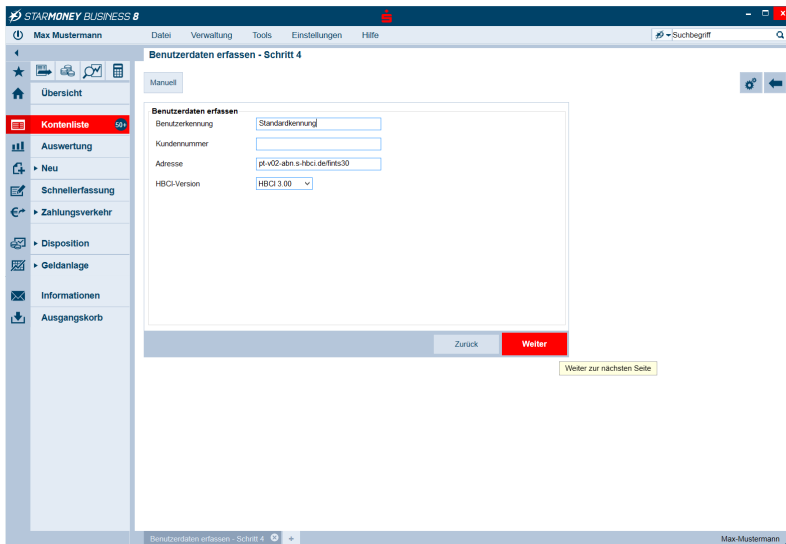 STARMONEY BUSINESS 8
Max Mustermann
Datei Verwaltung Tools Einstellungen Hilfe
Suchbegriff
Benutzerdaten erfassen - Schritt 4
Manuell
Übersicht
Kontenliste 50+
Auswertung
Neu
Schnellerfassung
Zahlungsverkehr
Disposition
Geldanlage
Informationen
Ausgangskorb
Benutzerdaten erfassen
Benutzerkennung Standardkennung
Kundennummer
Adresse pt-v02-abn.s-hbci.de/fints30
HBCI-Version HBCI 3.00
Zurück Weiter
Weiter zur nächsten Seite
Benutzerdaten erfassen - Schritt 4 +
Max-Mustermann